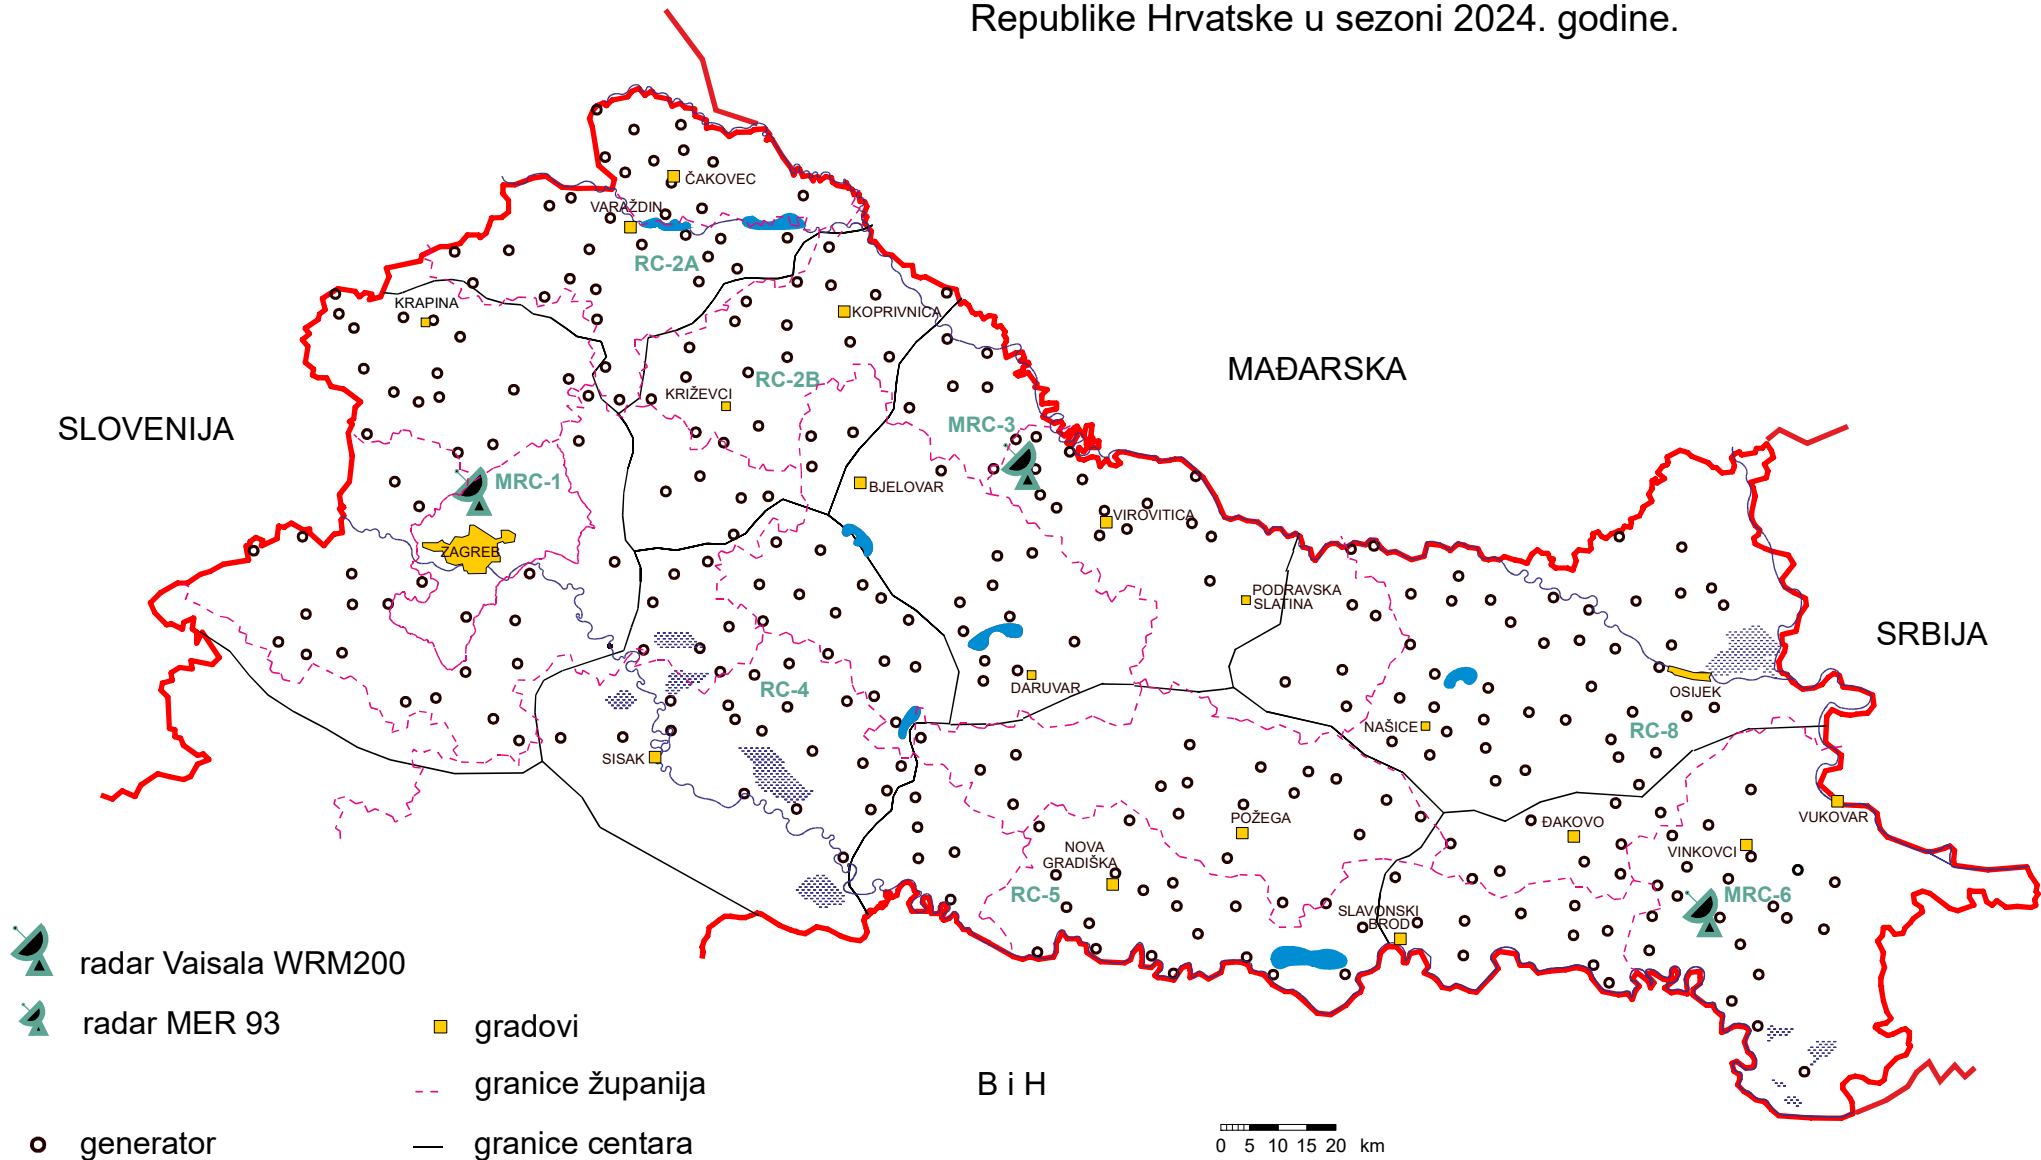 Republike Hrvatske u sezoni 2024. godine.
ČAKOVEC
VARAŽDIN
RC-2A
KRAPINA
KOPRIVNICA
MAĐARSKA
RC-2B
KRIŽEVCI
SLOVENIJA
MRC-3
MRC-1
BJELOVAR
VIROVITICA
ZAGREB
PODRAVSKA
SLATINA
SRBIJA
RC-4
DARUVAR
OSIJEK
NAŠICE
RC-8
SISAK
POŽEGA
ĐAKOVO
VUKOVAR
NOVA
GRADIŠKA
VINKOVCI
RC-5
MRC-6
SLAVONSKI
BROD
radar Vaisala WRM200
radar MER 93
gradovi
granice županija
B i H
generator
granice centara
0 5 10 15 20 km